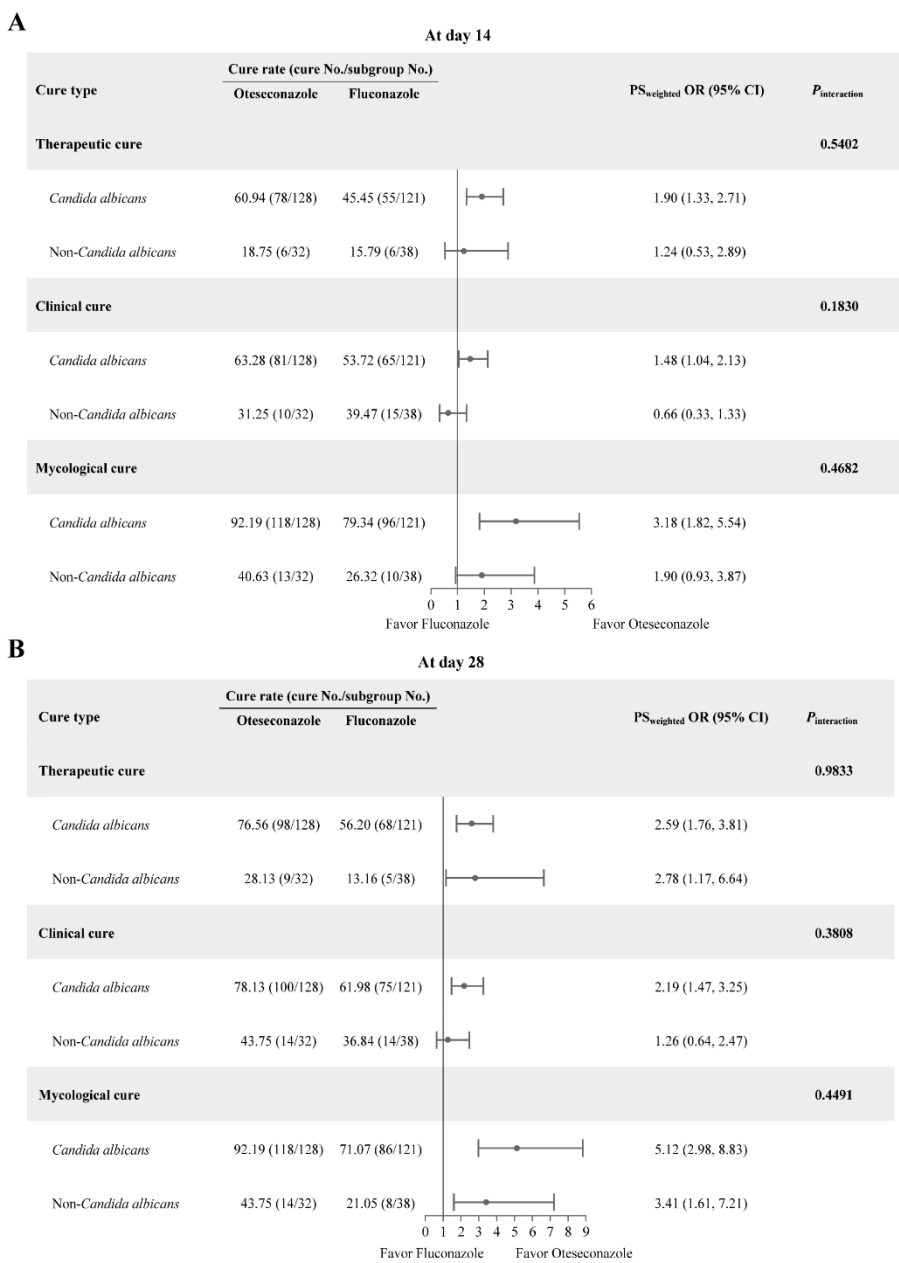 A
At day 14
Cure rate (cure No./subgroup No.)
Cure type Oteseconazole Fluconazole PSweighted OR (95% CI) Pinteraction
Therapeutic cure 0.5402
Candida albicans 60.94 (78/128) 45.45 (55/121) 1.90 (1.33, 2.71)
Non-Candida albicans 18.75 (6/32) 15.79 (6/38) 1.24 (0.53, 2.89)
Clinical cure 0.1830
Candida albicans 63.28 (81/128) 53.72 (65/121) 1.48 (1.04, 2.13)
Non-Candida albicans 31.25 (10/32) 39.47 (15/38) 0.66 (0.33, 1.33)
Mycological cure 0.4682
Candida albicans 92.19 (118/128) 79.34 (96/121) 3.18 (1.82, 5.54)
Non-Candida albicans 40.63 (13/32) 26.32 (10/38) 1.90 (0.93, 3.87)
0 1 2 3 4 5 6
Favor Fluconazole Favor Oteseconazole
B
At day 28
Cure rate (cure No./subgroup No.)
Cure type Oteseconazole Fluconazole PSweighted OR (95% CI) Pinteraction
Therapeutic cure 0.9833
Candida albicans 76.56 (98/128) 56.20 (68/121) 2.59 (1.76, 3.81)
Non-Candida albicans 28.13 (9/32) 13.16 (5/38) 2.78 (1.17, 6.64)
Clinical cure 0.3808
Candida albicans 78.13 (100/128) 61.98 (75/121) 2.19 (1.47, 3.25)
Non-Candida albicans 43.75 (14/32) 36.84 (14/38) 1.26 (0.64, 2.47)
Mycological cure 0.4491
Candida albicans 92.19 (118/128) 71.07 (86/121) 5.12 (2.98, 8.83)
Non-Candida albicans 43.75 (14/32) 21.05 (8/38) 3.41 (1.61, 7.21)
0 1 2 3 4 5 6 7 8 9
Favor Fluconazole Favor Oteseconazole